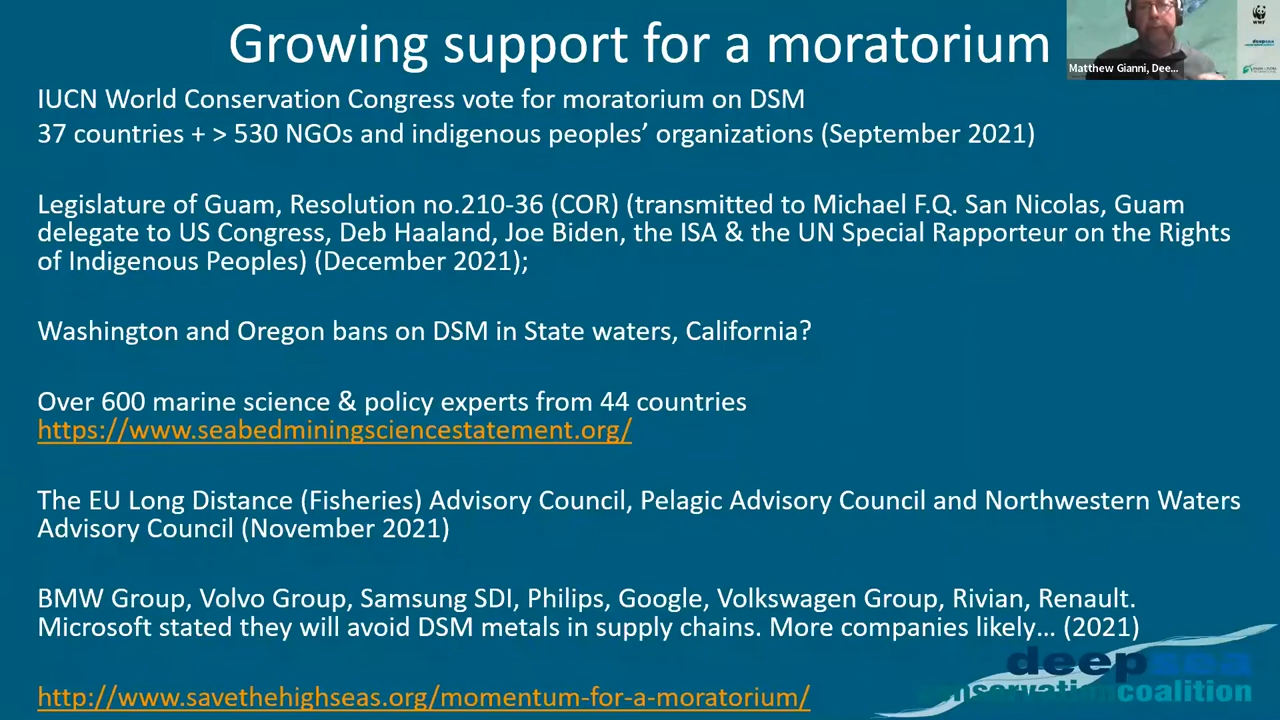 Growing support for a moratorium
Matthew Gianni, Dee...
WWF
IUCN World Conservation Congress vote for moratorium on DSM
37 countries + > 530 NGOs and indigenous peoples’ organizations (September 2021)
Legislature of Guam, Resolution no.210-36 (COR) (transmitted to Michael F.Q. San Nicolas, Guam
delegate to US Congress, Deb Haaland, Joe Biden, the ISA & the UN Special Rapporteur on the Rights
of Indigenous Peoples) (December 2021);
Washington and Oregon bans on DSM in State waters, California?
Over 600 marine science & policy experts from 44 countries
https://www.seabedminingsciencestatement.org/
The EU Long Distance (Fisheries) Advisory Council, Pelagic Advisory Council and Northwestern Waters
Advisory Council (November 2021)
BMW Group, Volvo Group, Samsung SDI, Philips, Google, Volkswagen Group, Rivian, Renault.
Microsoft stated they will avoid DSM metals in supply chains. More companies likely… (2021)
deepsea
conservationcoalition
http://www.savethehighseas.org/momentum-for-a-moratorium/